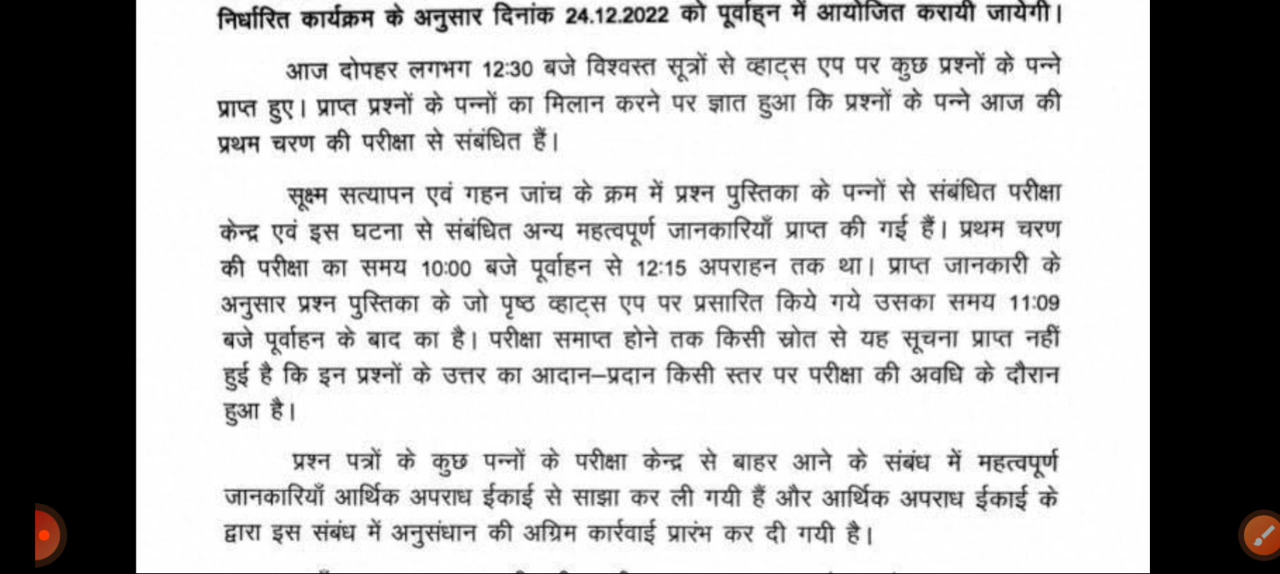 निर्धारित कार्यक्रम के अनुसार दिनांक 24.12.2022 को पूर्वाह्न में आयोजित करायी जायेगी।
आज दोपहर लगभग 12:30 बजे विश्वस्त सूत्रों से व्हाट्स एप पर कुछ प्रश्नों के पन्ने
प्राप्त हुए। प्राप्त प्रश्नों के पन्नों का मिलान करने पर ज्ञात हुआ कि प्रश्नों के पन्ने आज की
प्रथम चरण की परीक्षा से संबंधित हैं।
सूक्ष्म सत्यापन एवं गहन जांच के क्रम में प्रश्न पुस्तिका के पन्नों से संबंधित परीक्षा
केन्द्र एवं इस घटना से संबंधित अन्य महत्वपूर्ण जानकारियाँ प्राप्त की गई हैं। प्रथम चरण
की परीक्षा का समय 10:00 बजे पूर्वाहन से 12:15 अपराहन तक था। प्राप्त जानकारी के
अनुसार प्रश्न पुस्तिका के जो पृष्ठ व्हाट्स एप पर प्रसारित किये गये उसका समय 11:09
बजे पूर्वाहन के बाद का है। परीक्षा समाप्त होने तक किसी स्रोत से यह सूचना प्राप्त नहीं
हुई है कि इन प्रश्नों के उत्तर का आदान–प्रदान किसी स्तर पर परीक्षा की अवधि के दौरान
हुआ है।
प्रश्न पत्रों के कुछ पन्नों के परीक्षा केन्द्र से बाहर आने के संबंध में महत्वपूर्ण
जानकारियाँ आर्थिक अपराध ईकाई से साझा कर ली गयी हैं और आर्थिक अपराध ईकाई के
द्वारा इस संबंध में अनुसंधान की अग्रिम कार्रवाई प्रारंभ कर दी गयी है।